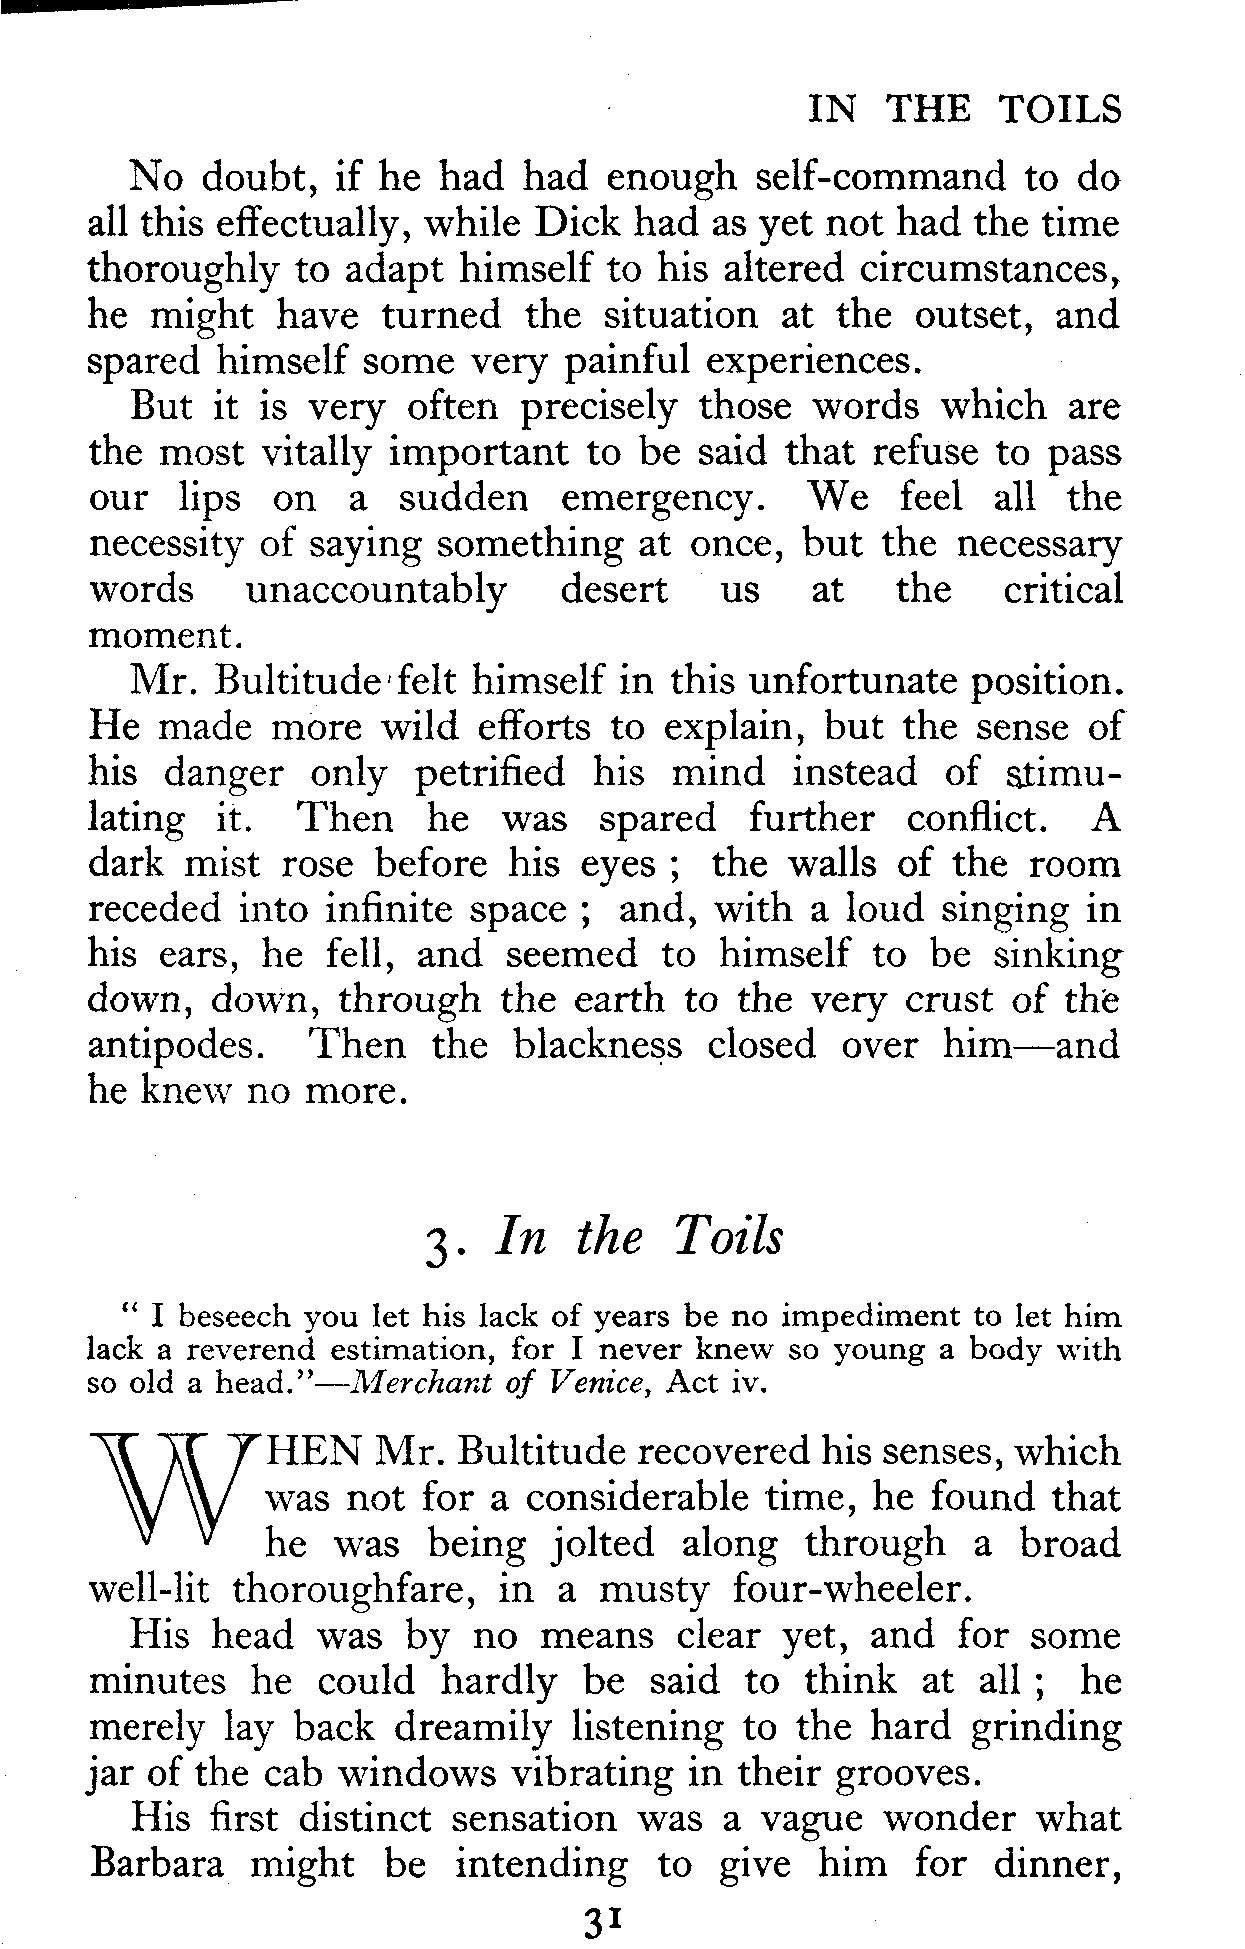 IN THE TOILS
No doubt, if he had had enough self-command to do
all this effectually, while Dick had as yet not had the time
thoroughly to adapt himself to his altered circumstances,
he might have turned the situation at the outset, and
spared himself some very painful experiences.
But it is very often precisely those words which are
the most vitally important to be said that refuse to pass
our lips on a sudden emergency. We feel all the
necessity of saying something at once, but the necessary
words unaccountably desert us at the critical
moment.
Mr. Bultitude felt himself in this unfortunate position.
He made more wild efforts to explain, but the sense of
his danger only petrified his mind instead of stimu-
lating it. Then he was spared further conflict. A
dark mist rose before his eyes ; the walls of the room
receded into infinite space ; and, with a loud singing in
his ears, he fell, and seemed to himself to be sinking
down, down, through the earth to the very crust of the
antipodes. Then the blackness closed over him—and
he knew no more.
3. In the Toils
“ I beseech you let his lack of years be no impediment to let him
lack a reverend estimation, for I never knew so young a body with
so old a head.”—Merchant of Venice, Act iv.
WHEN Mr. Bultitude recovered his senses, which
was not for a considerable time, he found that
he was being jolted along through a broad
well-lit thoroughfare, in a musty four-wheeler.
His head was by no means clear yet, and for some
minutes he could hardly be said to think at all ; he
merely lay back dreamily listening to the hard grinding
jar of the cab windows vibrating in their grooves.
His first distinct sensation was a vague wonder what
Barbara might be intending to give him for dinner,
31